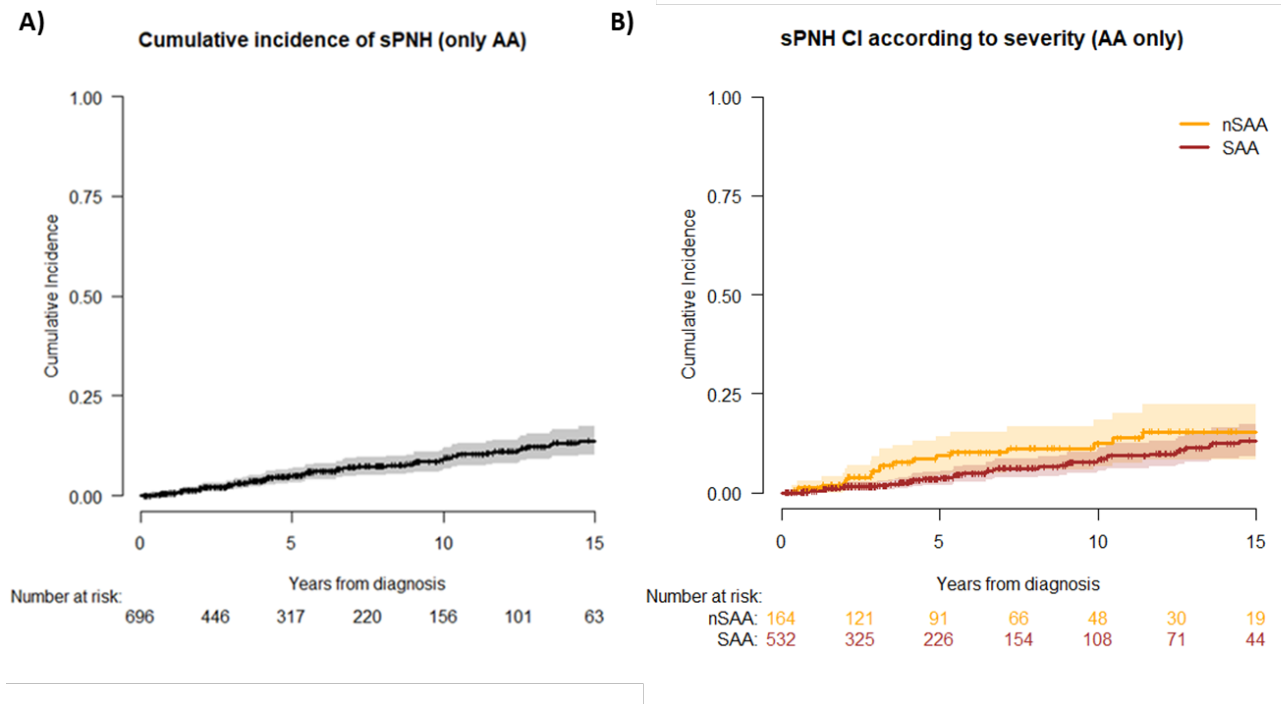 A)
Cumulative incidence of sPNH (only AA)
1.00
0.75
0.50
0.25
0.00
Cumulative Incidence
0 5 10 15
Years from diagnosis
Number at risk:
696 446 317 220 156 101 63
B)
sPNH CI according to severity (AA only)
nSAA
SAA
1.00
0.75
0.50
0.25
0.00
Cumulative Incidence
0 5 10 15
Years from diagnosis
Number at risk:
nSAA: 164 121 91 66 48 30 19
SAA: 532 325 226 154 108 71 44